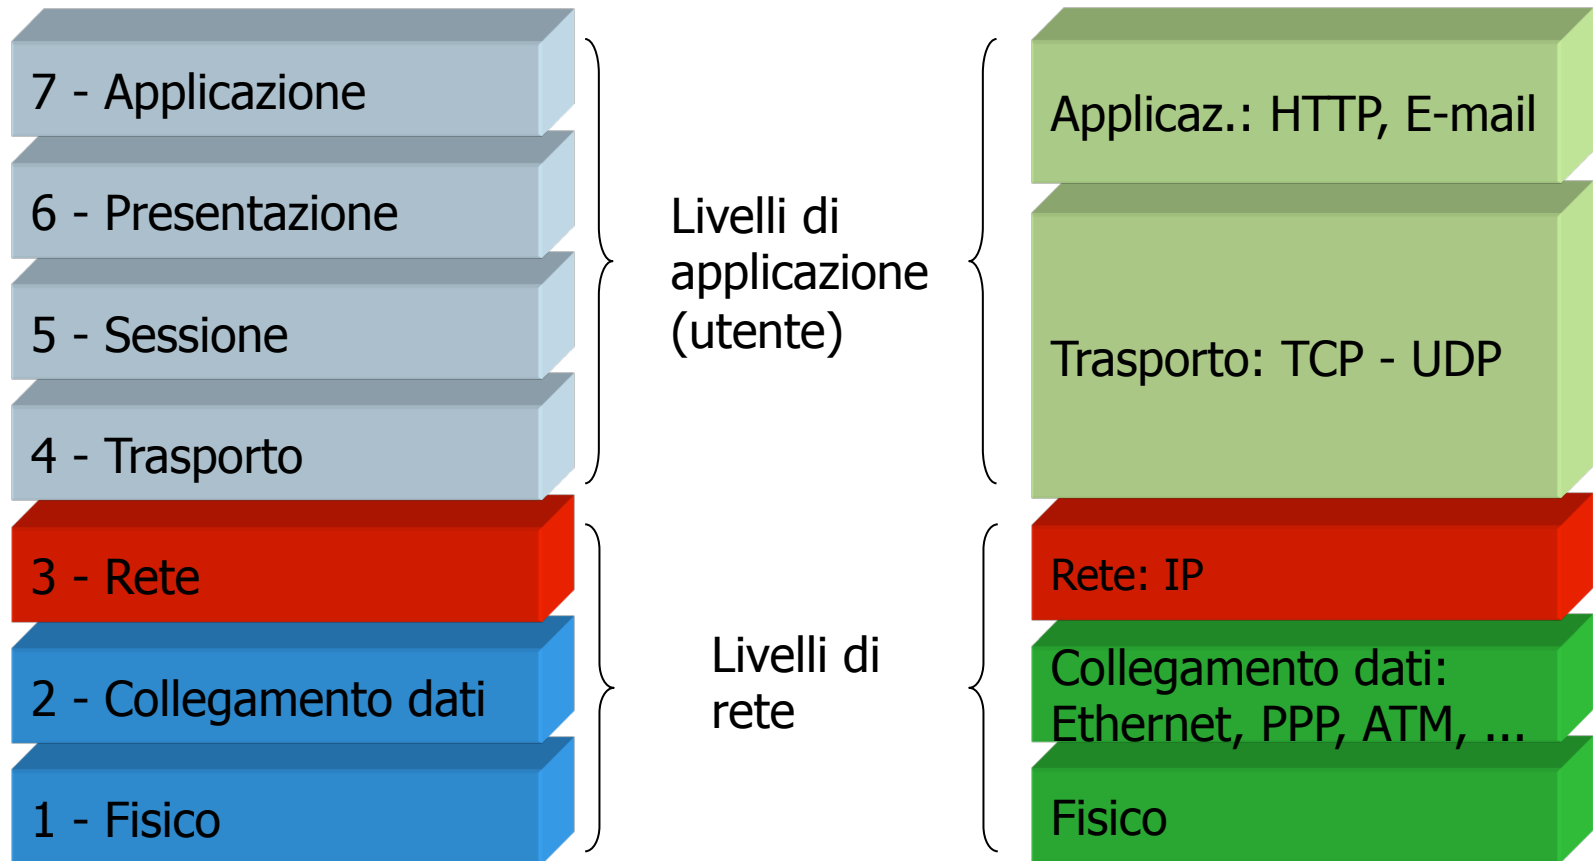 7 - Applicazione
6 - Presentazione
5 - Sessione
4 - Trasporto
3 - Rete
2 - Collegamento dati
1 - Fisico
Livelli di
applicazione
(utente)
Livelli di
rete
Applicaz.: HTTP, E-mail
Trasporto: TCP - UDP
Rete: IP
Collegamento dati:
Ethernet, PPP, ATM, ...
Fisico